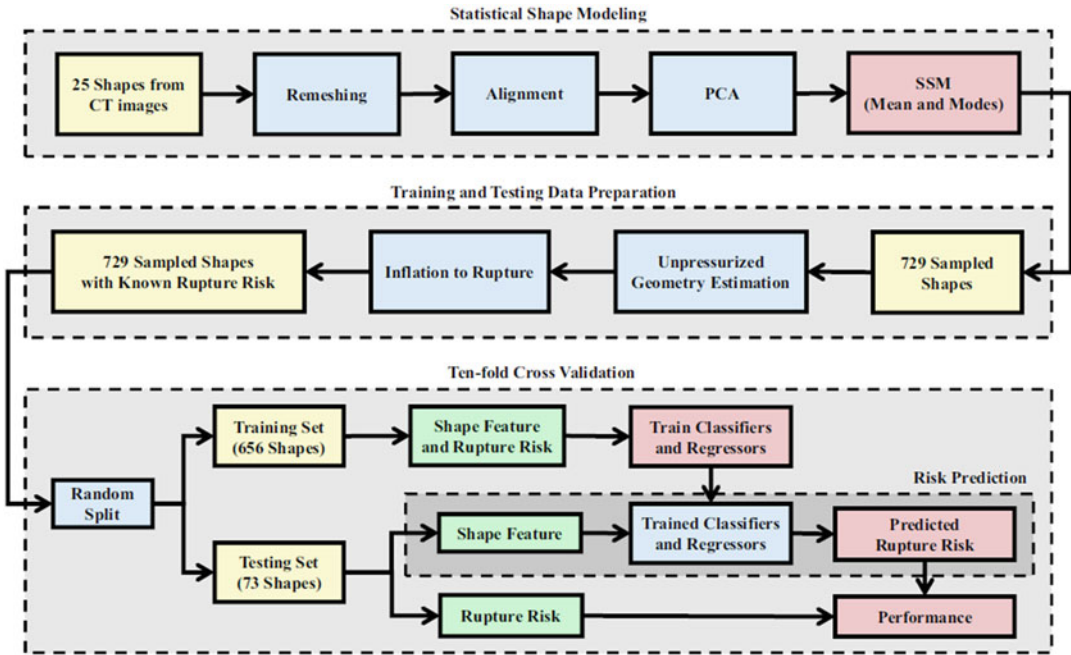 Statistical Shape Modeling
25 Shapes from
CT images
Remeshing
Alignment
PCA
SSM
(Mean and Modes)
Training and Testing Data Preparation
729 Sampled Shapes
with Known Rupture Risk
Inflation to Rupture
Unpressurized
Geometry Estimation
729 Sampled
Shapes
Ten-fold Cross Validation
Training Set
(656 Shapes)
Shape Feature
and Rupture Risk
Train Classifiers
and Regressors
Risk Prediction
Random
Split
Shape Feature
Trained Classifiers
and Regressors
Predicted
Rupture Risk
Testing Set
(73 Shapes)
Rupture Risk
Performance